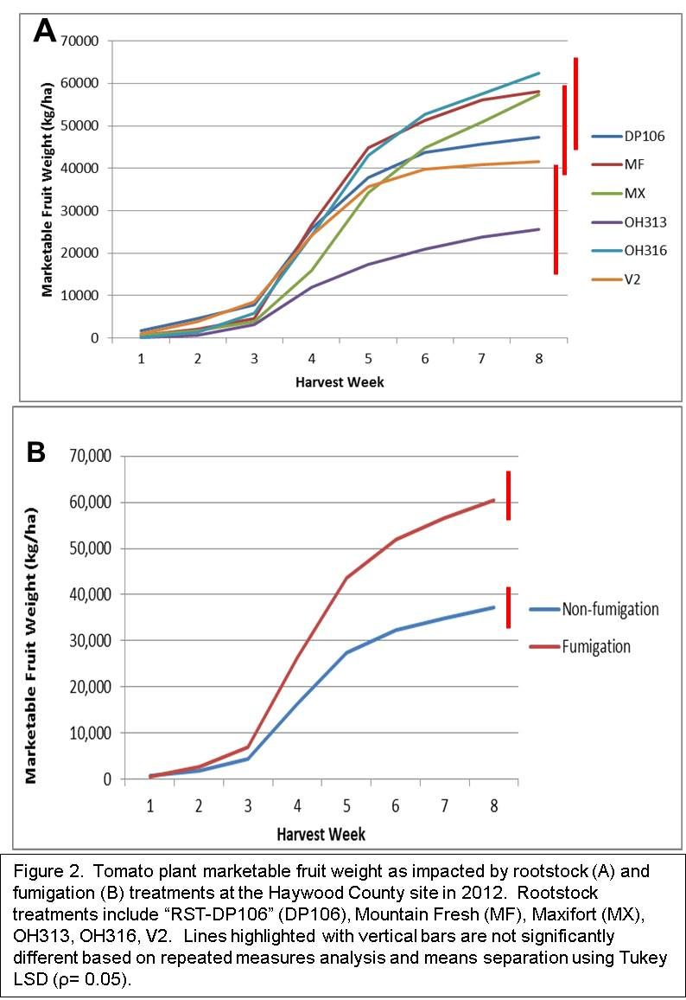 A
70000
60000
50000
40000
30000
20000
10000
0
Marketable Fruit Weight (kg/ha)
1 2 3 4 5 6 7 8
Harvest Week
DP106
MF
MX
OH313
OH316
V2
B
70,000
60,000
50,000
40,000
30,000
20,000
10,000
0
Marketable Fruit Weight (kg/ha)
1 2 3 4 5 6 7 8
Harvest Week
Non-fumigation
Fumigation
Figure 2. Tomato plant marketable fruit weight as impacted by rootstock (A) and
fumigation (B) treatments at the Haywood County site in 2012. Rootstock
treatments include “RST-DP106” (DP106), Mountain Fresh (MF), Maxifort (MX),
OH313, OH316, V2. Lines highlighted with vertical bars are not significantly
different based on repeated measures analysis and means separation using Tukey
LSD (ρ= 0.05).